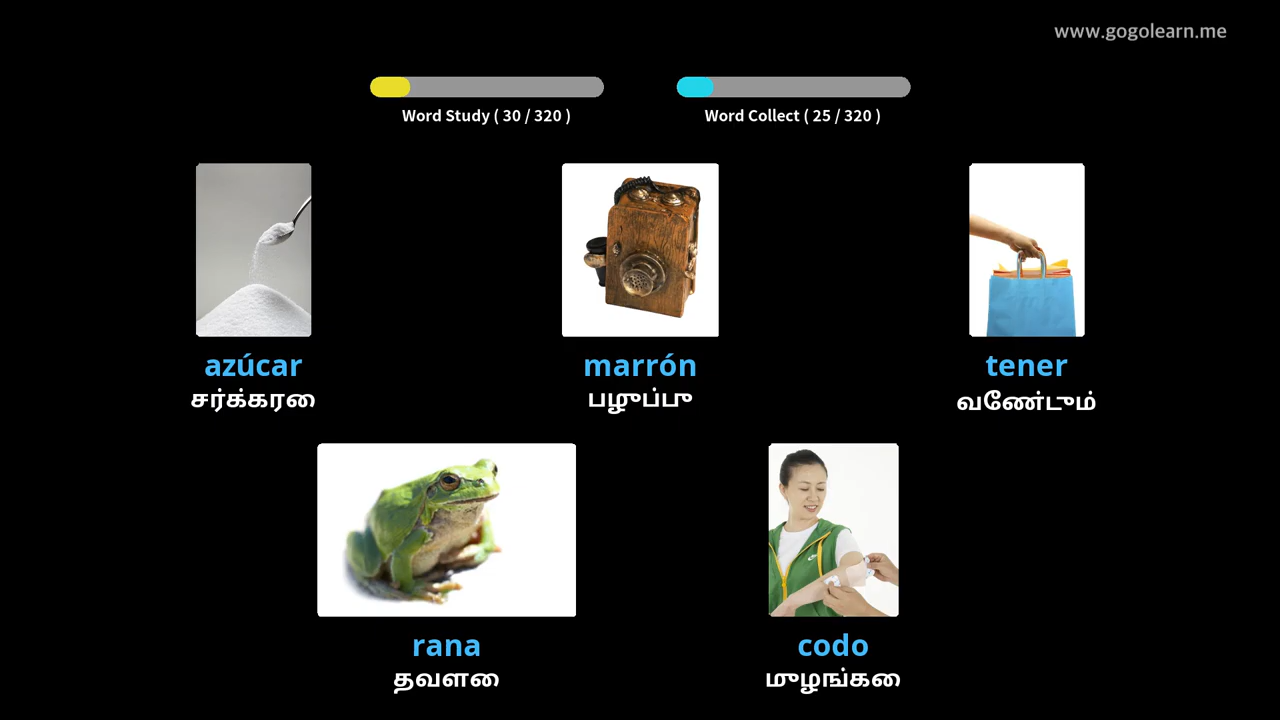 www.gogolearn.me
Word Study ( 30 / 320 )
Word Collect ( 25 / 320 )
azúcar
சர்க்கரை
marrón
பழுப்பு
tener
வேண்டும்
rana
தவளை
codo
முழங்கை